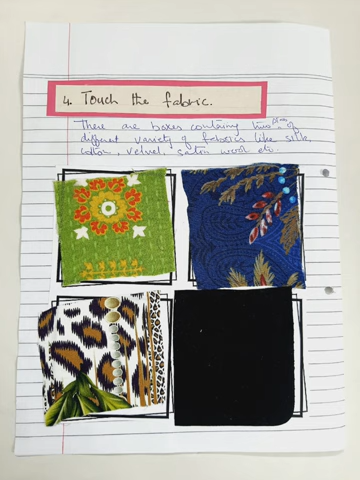 4. Touch the fabric.
There are boxes containing of
different variety of fabrics like silk,
cotton, velvet, satin wool etc.